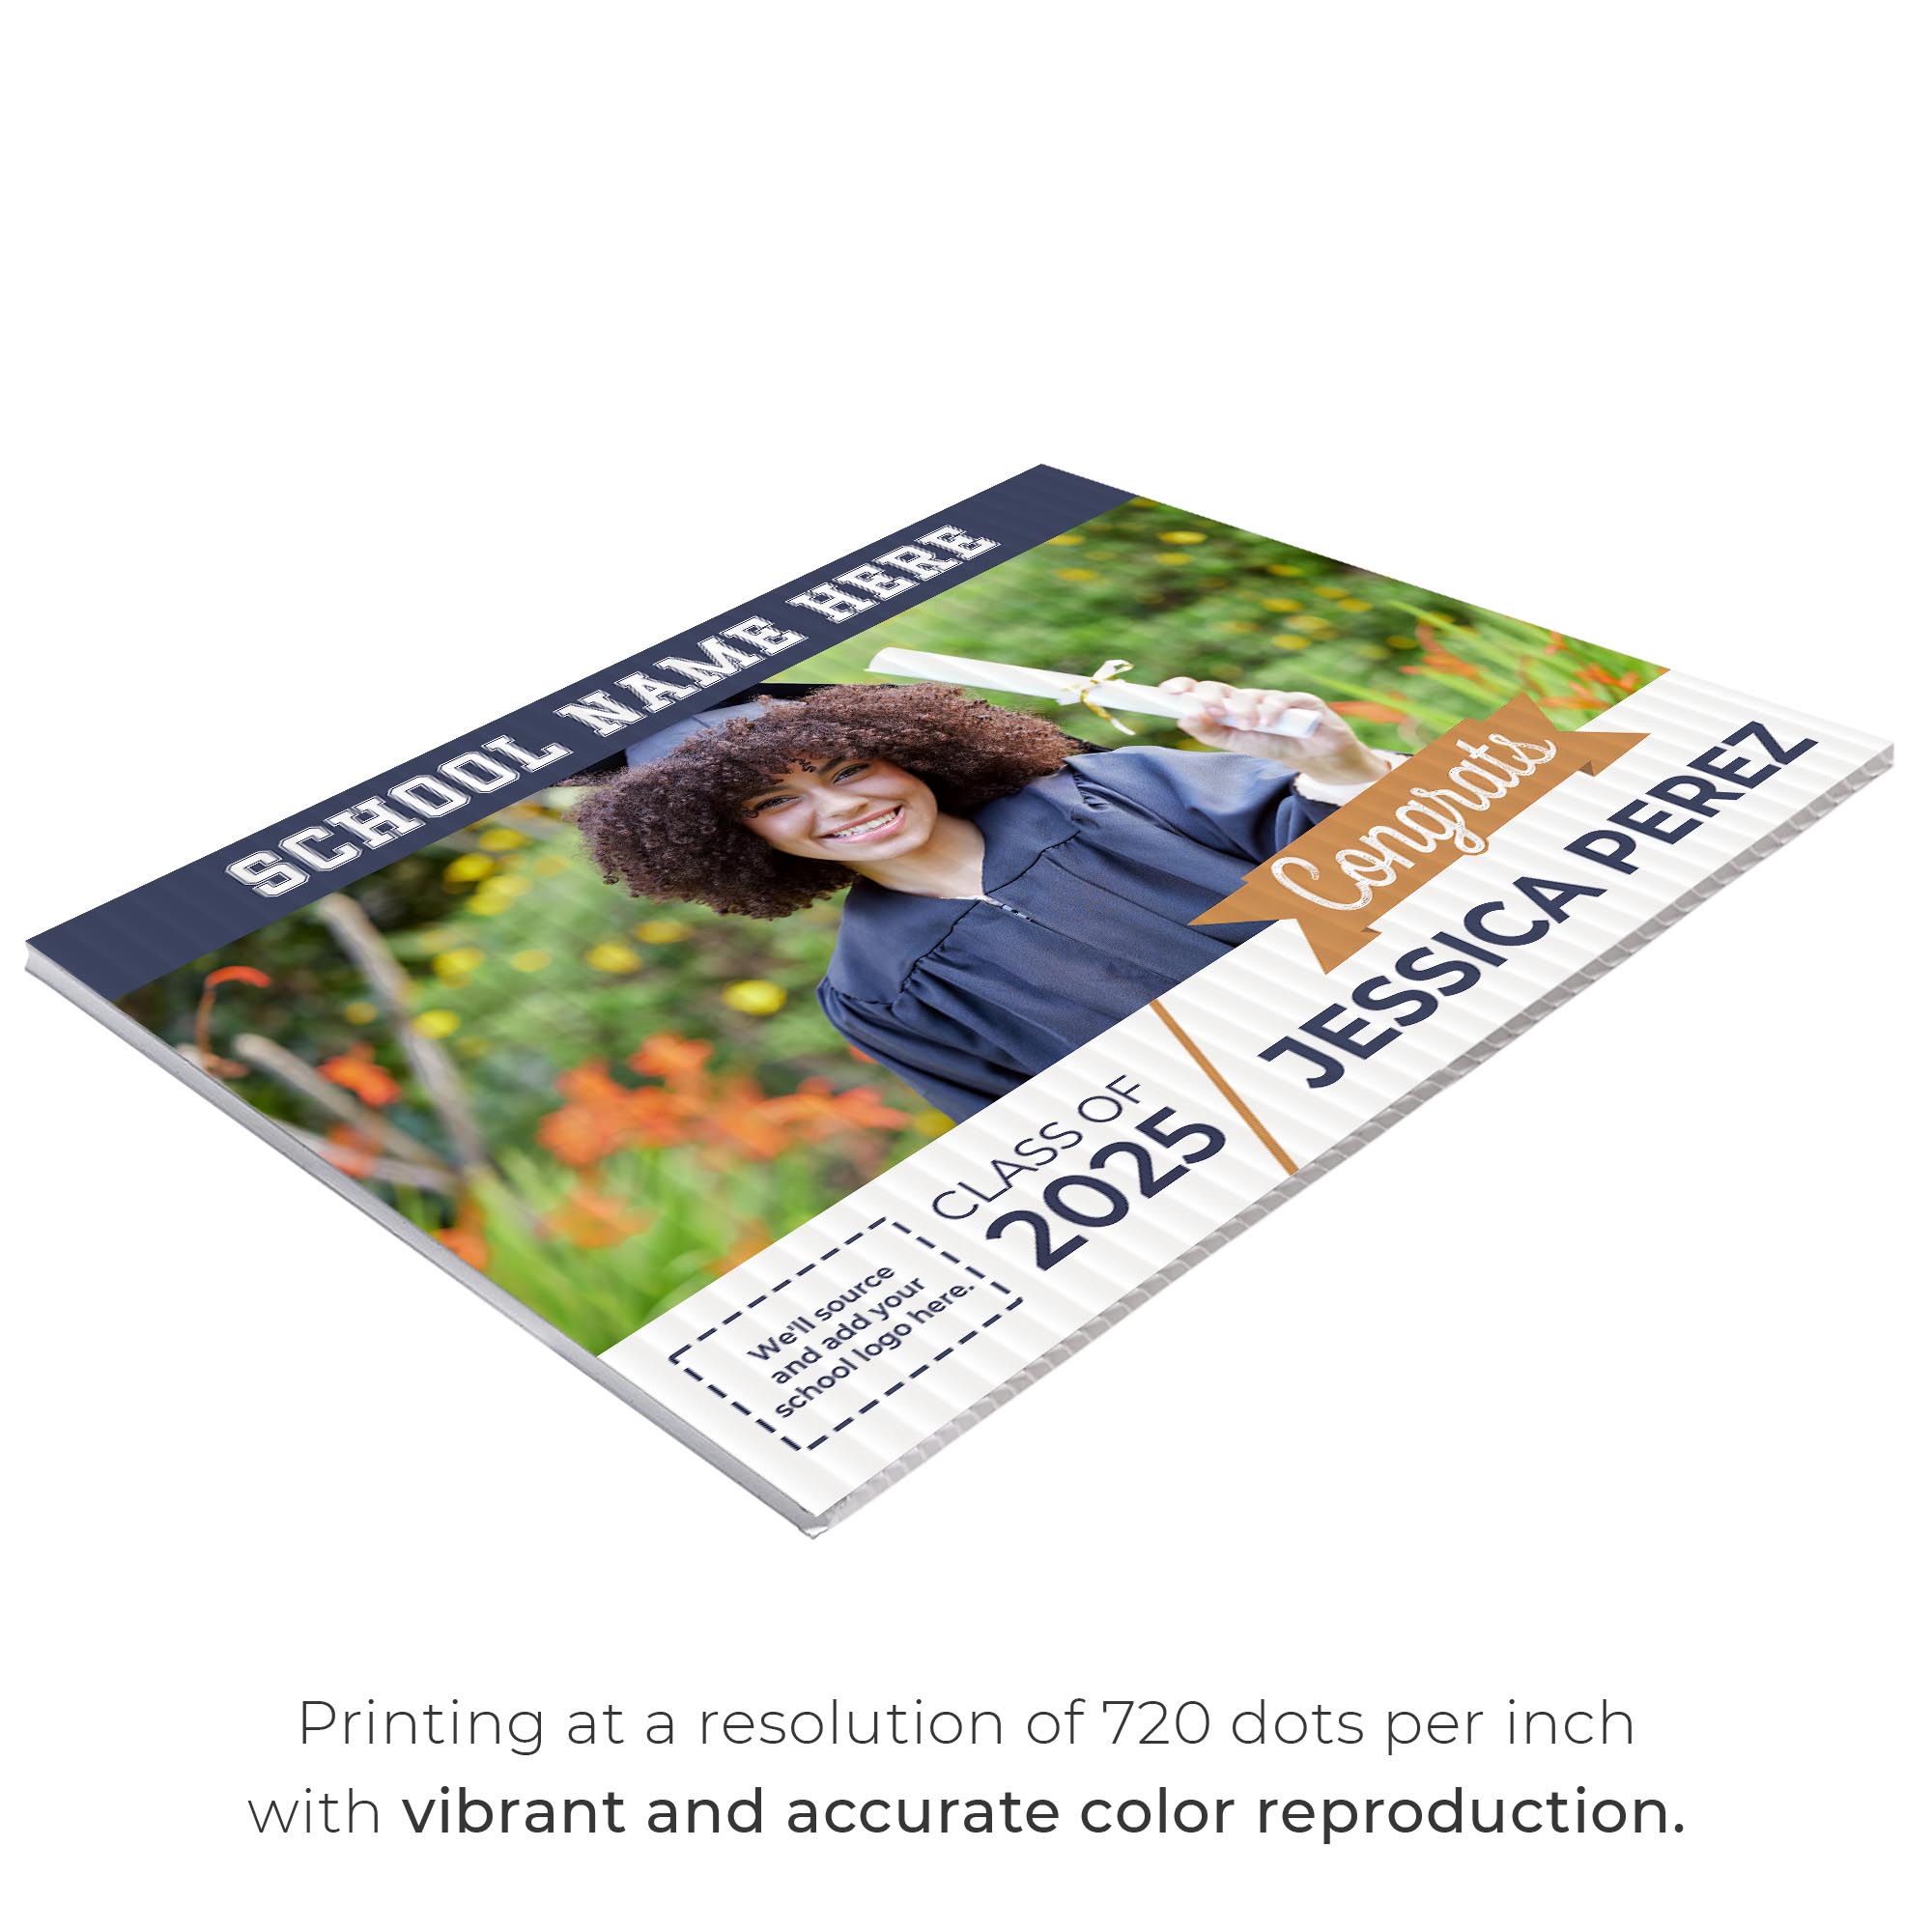 SCHOOL NAME HERE
Congrats
JESSICA PEREZ
CLASS OF
2025
We'll source
and add your
school logo here.
Printing at a resolution of 720 dots per inch
with vibrant and accurate color reproduction.